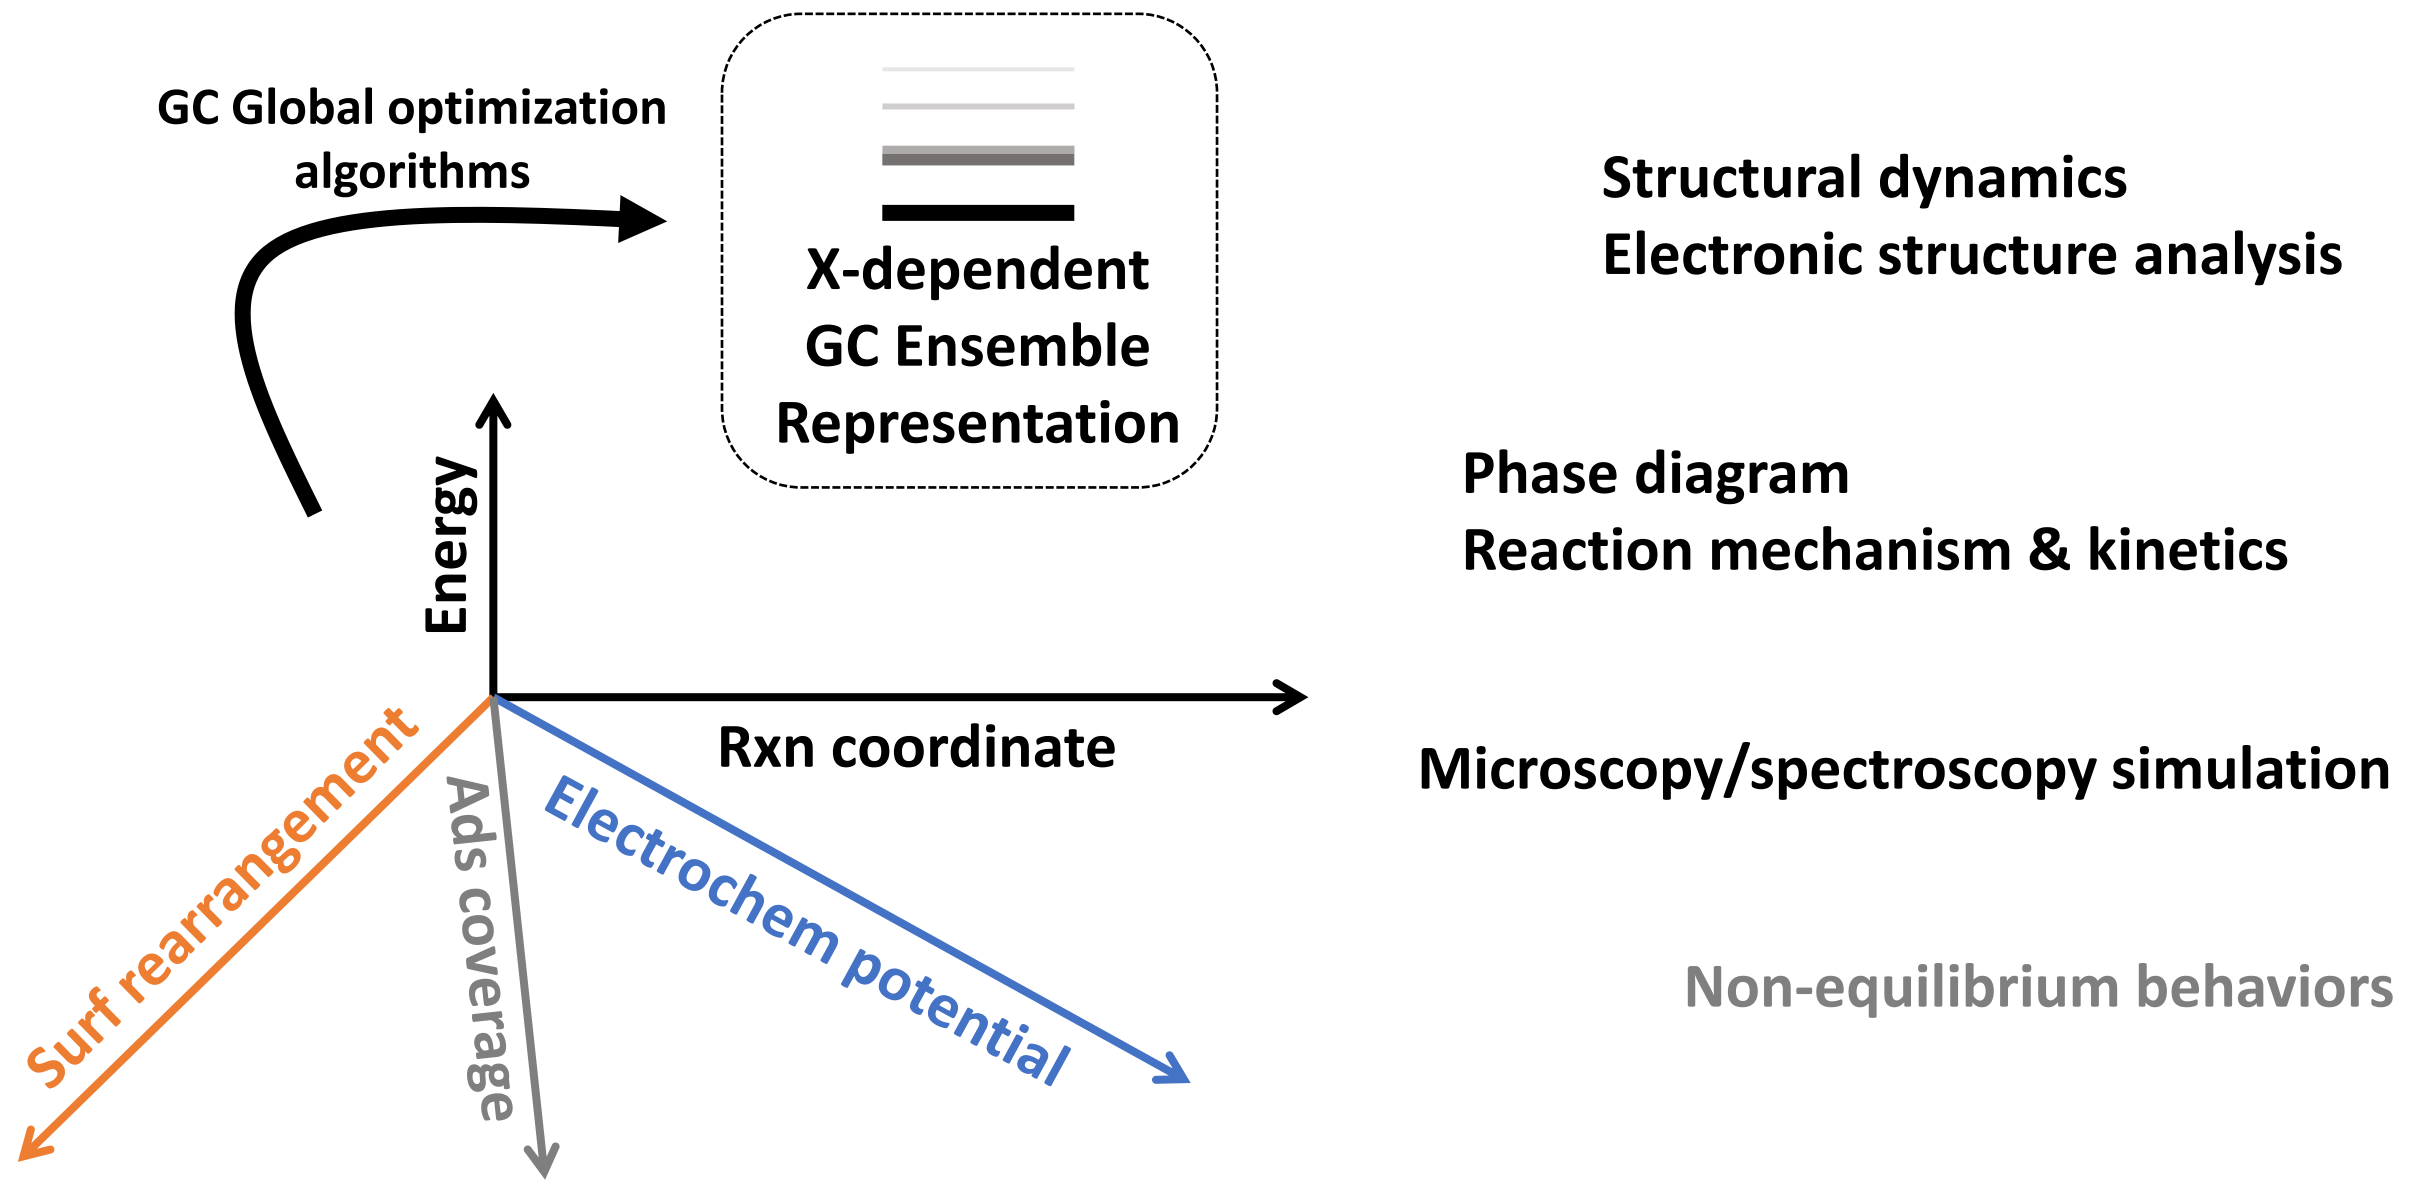 GC Global optimization
algorithms
X-dependent
GC Ensemble
Representation
Structural dynamics
Electronic structure analysis
Phase diagram
Reaction mechanism & kinetics
Energy
Rxn coordinate
Microscopy/spectroscopy simulation
Surf rearrangement
Ads coverage
Electrochem potential
Non-equilibrium behaviors